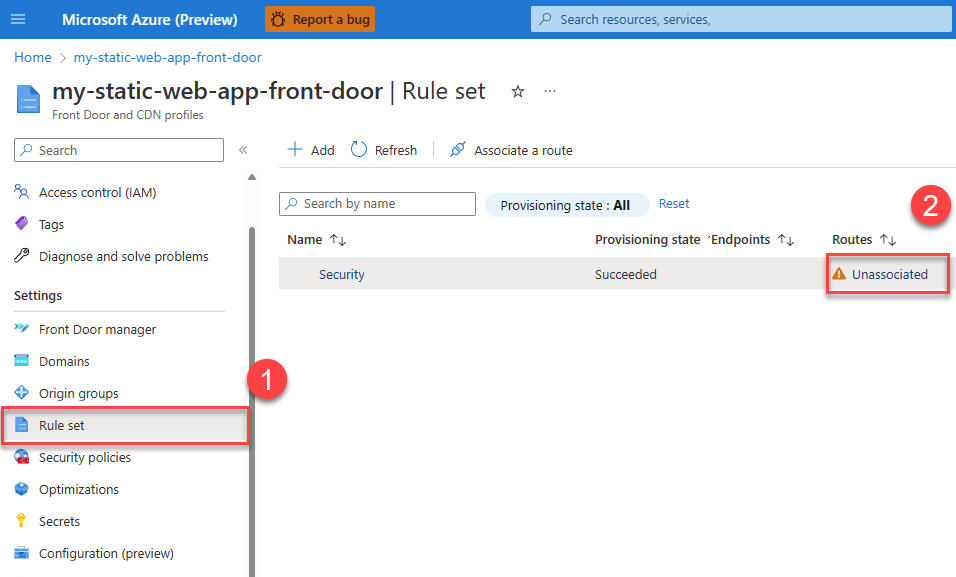 Microsoft Azure (Preview)
Report a bug
Search resources, services,
Home > my-static-web-app-front-door
my-static-web-app-front-door | Rule set
Front Door and CDN profiles
Search
Access control (IAM)
Tags
Diagnose and solve problems
Settings
Front Door manager
Domains
Origin groups
Rule set
1
Security policies
Optimizations
Secrets
Configuration (preview)
Add
Refresh
Associate a route
Search by name
Provisioning state : All
Reset
2
Name
Provisioning state
Endpoints
Routes
Security
Succeeded
Unassociated